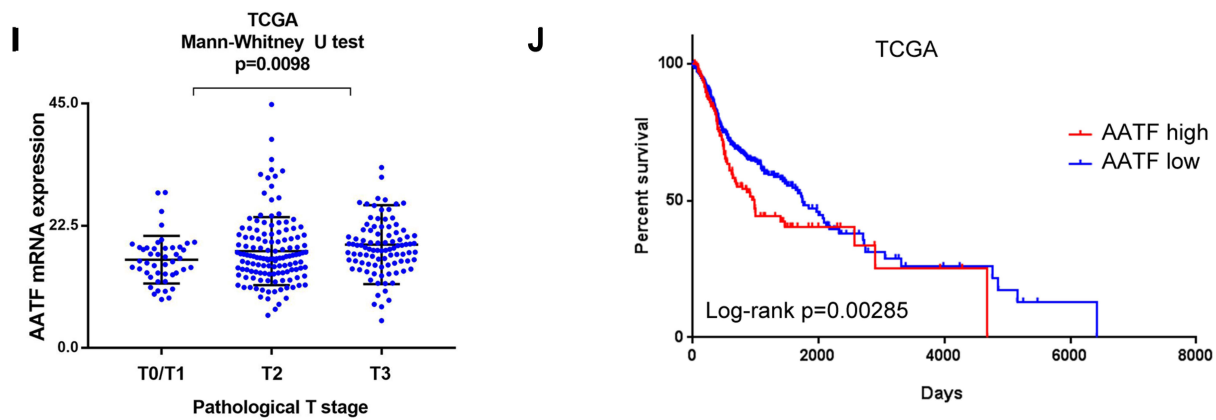 I
TCGA
Mann-Whitney U test
p=0.0098
AATF mRNA expression
45.0
22.5
0.0
T0/T1 T2 T3
Pathological T stage
J
TCGA
Percent survival
100
50
0
AATF high
AATF low
Log-rank p=0.00285
0 2000 4000 6000 8000
Days